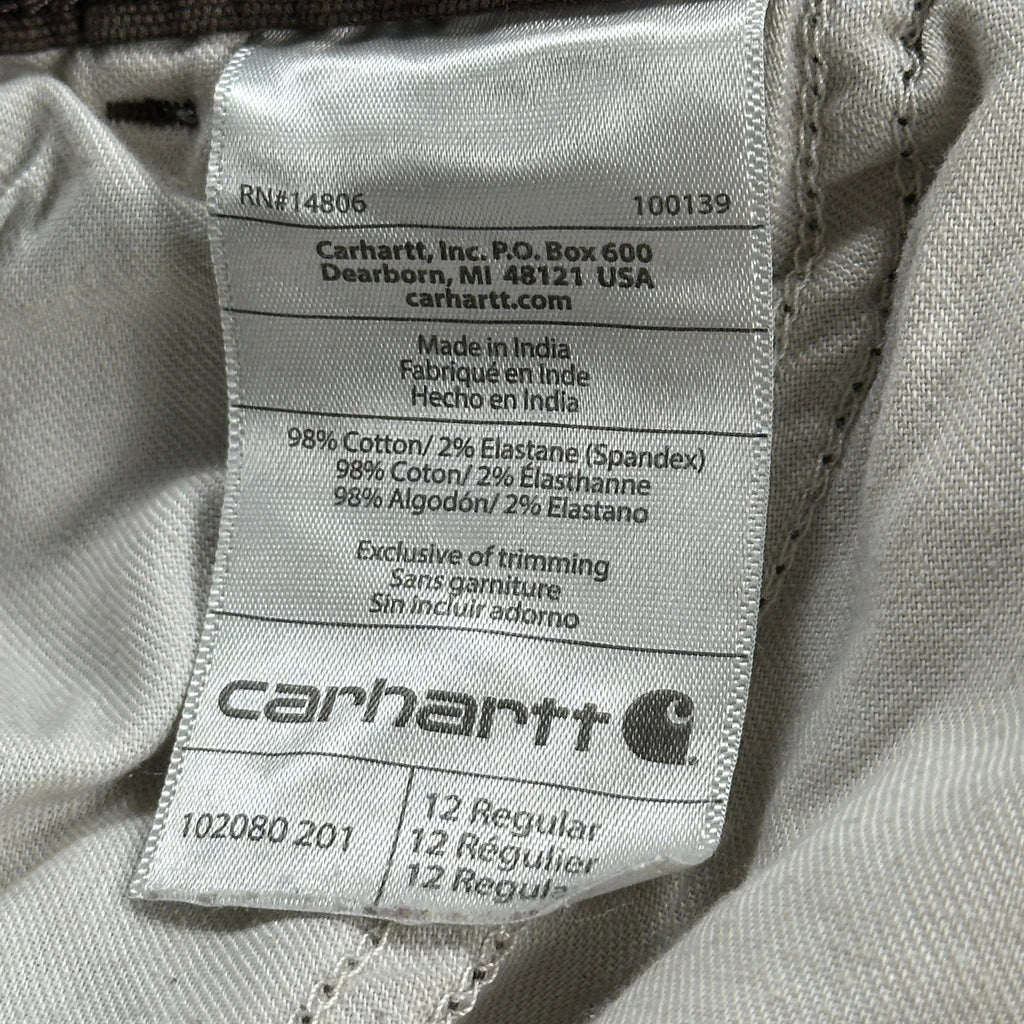 RN#14806 100139
Carhartt, Inc. P.O. Box 600
Dearborn, MI 48121 USA
carhartt.com
Made in India
Fabriqué en Inde
Hecho en India
98% Cotton/ 2% Elastane (Spandex)
98% Coton/ 2% Élasthanne
98% Algodón/ 2% Elastano
Exclusive of trimming
Sans garniture
Sin incluir adorno
carhartt
102080 201
12 Regular
12 Régulier
12 Regular